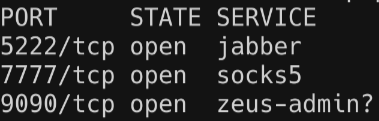 PORT     STATE SERVICE
5222/tcp open  jabber
7777/tcp open  socks5
9090/tcp open  zeus-admin?